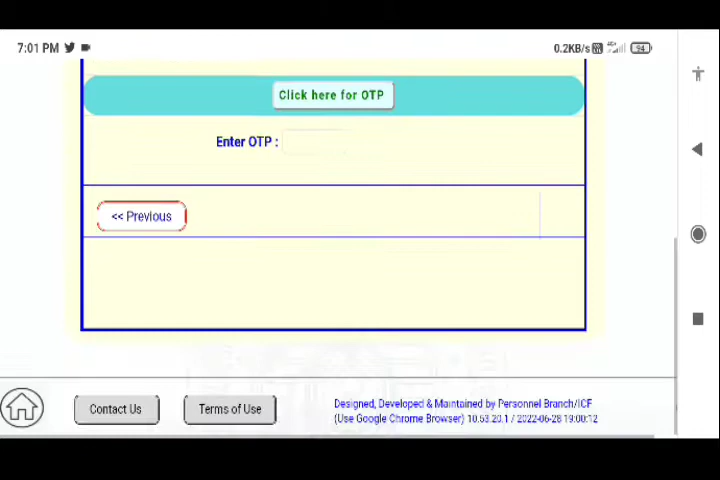 7:01 PM
0.2KB/s
94
Click here for OTP
Enter OTP :
<< Previous
Contact Us
Terms of Use
Designed, Developed & Maintained by Personnel Branch/ICF
(Use Google Chrome Browser) 10.53.20.1 / 2022-06-28 19:00:12